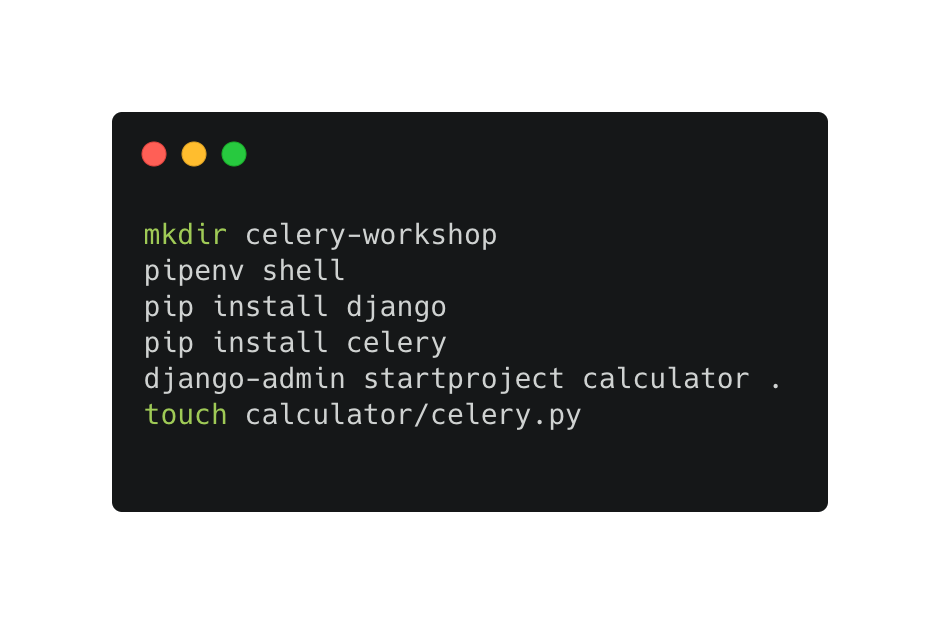 mkdir celery-workshop
pipenv shell
pip install django
pip install celery
django-admin startproject calculator .
touch calculator/celery.py